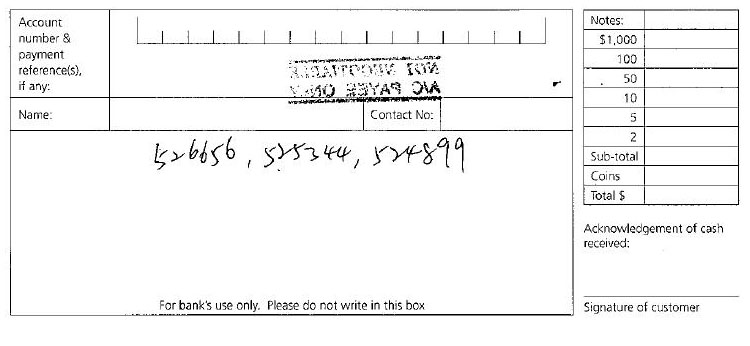 Account
number &
payment
reference(s),
if any:
NOT NEGOTIABLE
A/C PAYEE ONLY
Name:
Contact No:
526656, 525344, 524899
For bank's use only. Please do not write in this box
Notes:
$1,000
100
50
10
5
2
Sub-total
Coins
Total $
Acknowledgement of cash
received:
Signature of customer